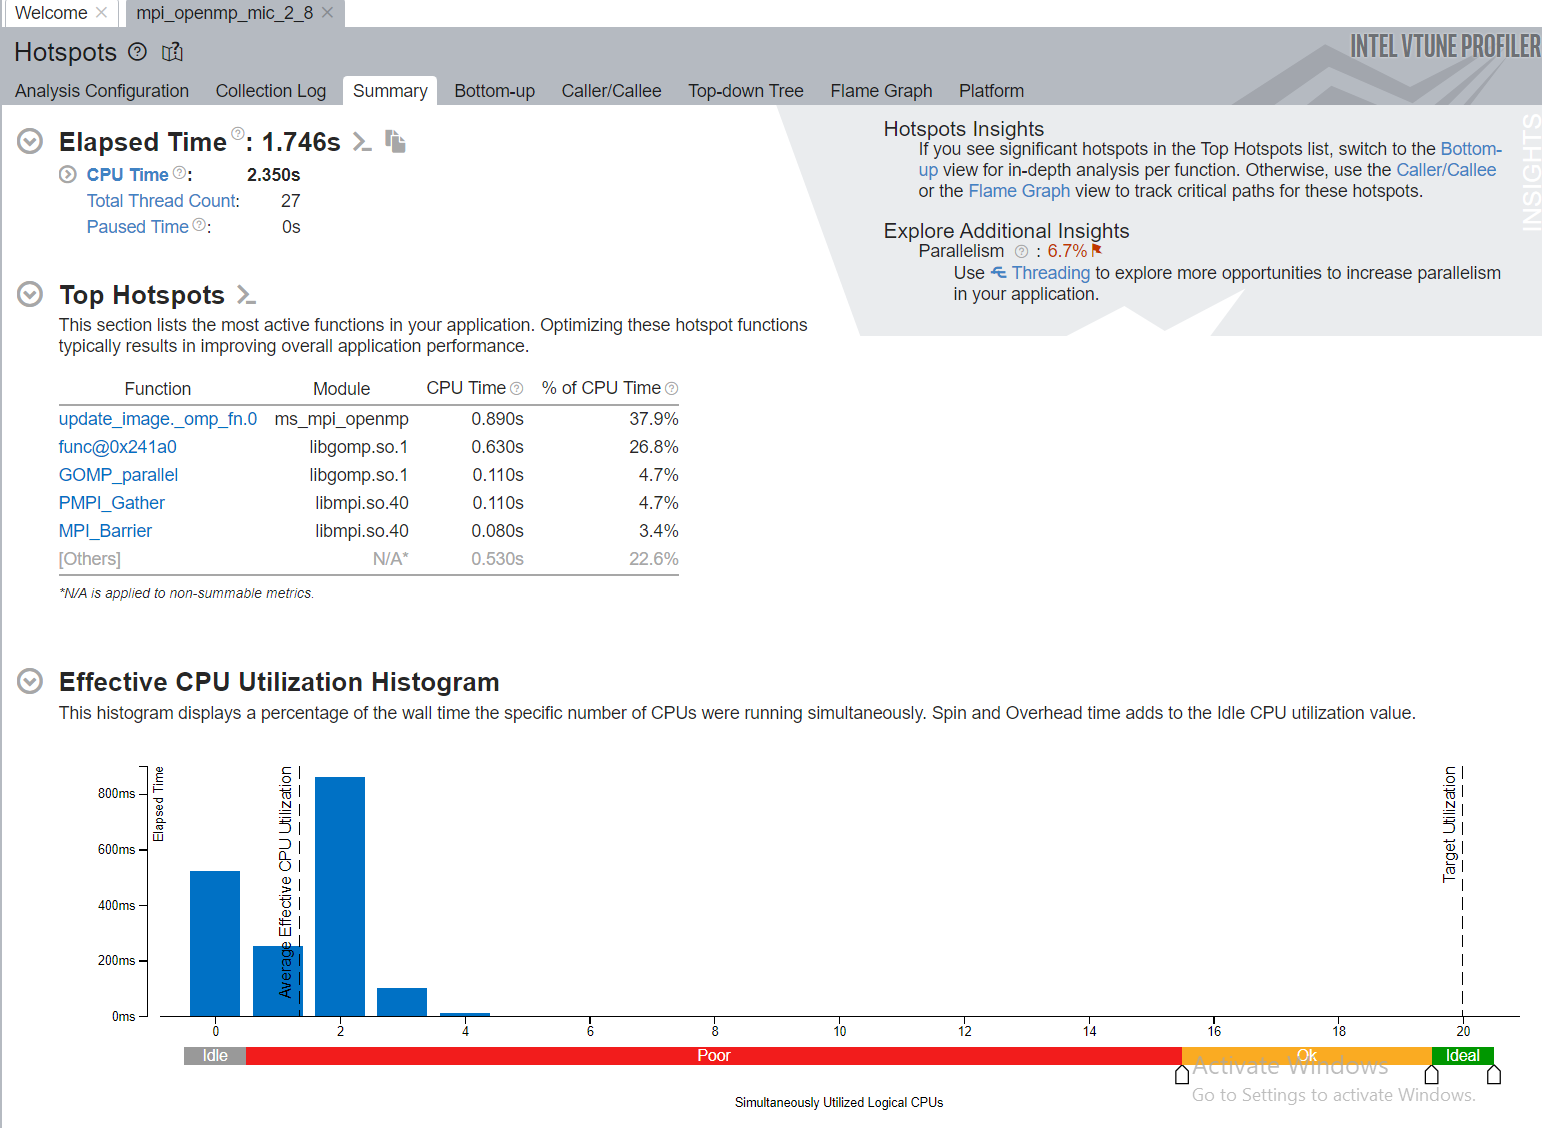 Welcome
mpi_openmp_mic_2_8
Hotspots
INTEL VTUNE PROFILER
Analysis Configuration Collection Log Summary Bottom-up Caller/Callee Top-down Tree Flame Graph Platform
Elapsed Time : 1.746s
CPU Time : 2.350s
Total Thread Count: 27
Paused Time : 0s
Hotspots Insights
If you see significant hotspots in the Top Hotspots list, switch to the Bottom-
up view for in-depth analysis per function. Otherwise, use the Caller/Callee
or the Flame Graph view to track critical paths for these hotspots.
Explore Additional Insights
Parallelism : 6.7%
Use Threading to explore more opportunities to increase parallelism
in your application.
INSIGHTS
Top Hotspots
This section lists the most active functions in your application. Optimizing these hotspot functions
typically results in improving overall application performance.
Function Module CPU Time % of CPU Time
update_image._omp_fn.0 ms_mpi_openmp 0.890s 37.9%
func@0x241a0 libgomp.so.1 0.630s 26.8%
GOMP_parallel libgomp.so.1 0.110s 4.7%
PMPI_Gather libmpi.so.40 0.110s 4.7%
MPI_Barrier libmpi.so.40 0.080s 3.4%
[Others] N/A* 0.530s 22.6%
*N/A is applied to non-summable metrics.
Effective CPU Utilization Histogram
This histogram displays a percentage of the wall time the specific number of CPUs were running simultaneously. Spin and Overhead time adds to the Idle CPU utilization value.
Elapsed Time
800ms
600ms
400ms
200ms
0ms
Average Effective CPU Utilization
Target Utilization
0 2 4 6 8 10 12 14 16 18 20
Idle Poor Ok Ideal
Simultaneously Utilized Logical CPUs
Activate Windows
Go to Settings to activate Windows.